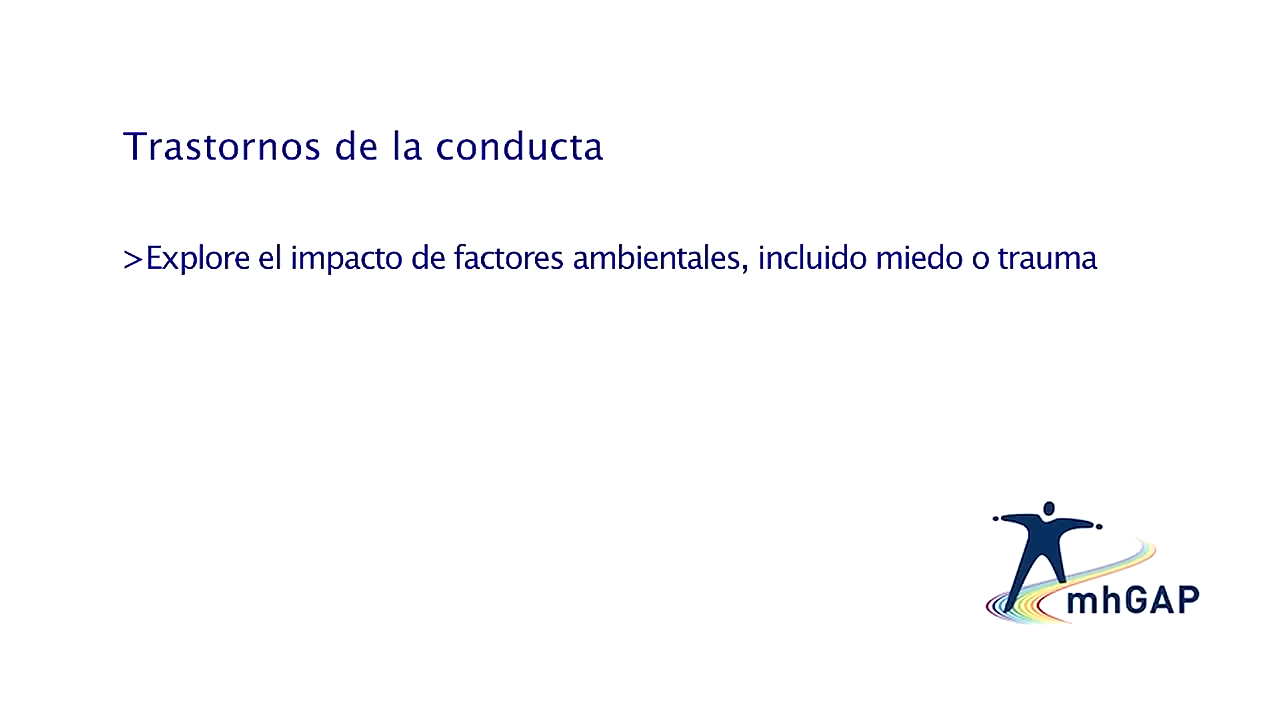 Trastornos de la conducta
>Explore el impacto de factores ambientales, incluido miedo o trauma
mhGAP